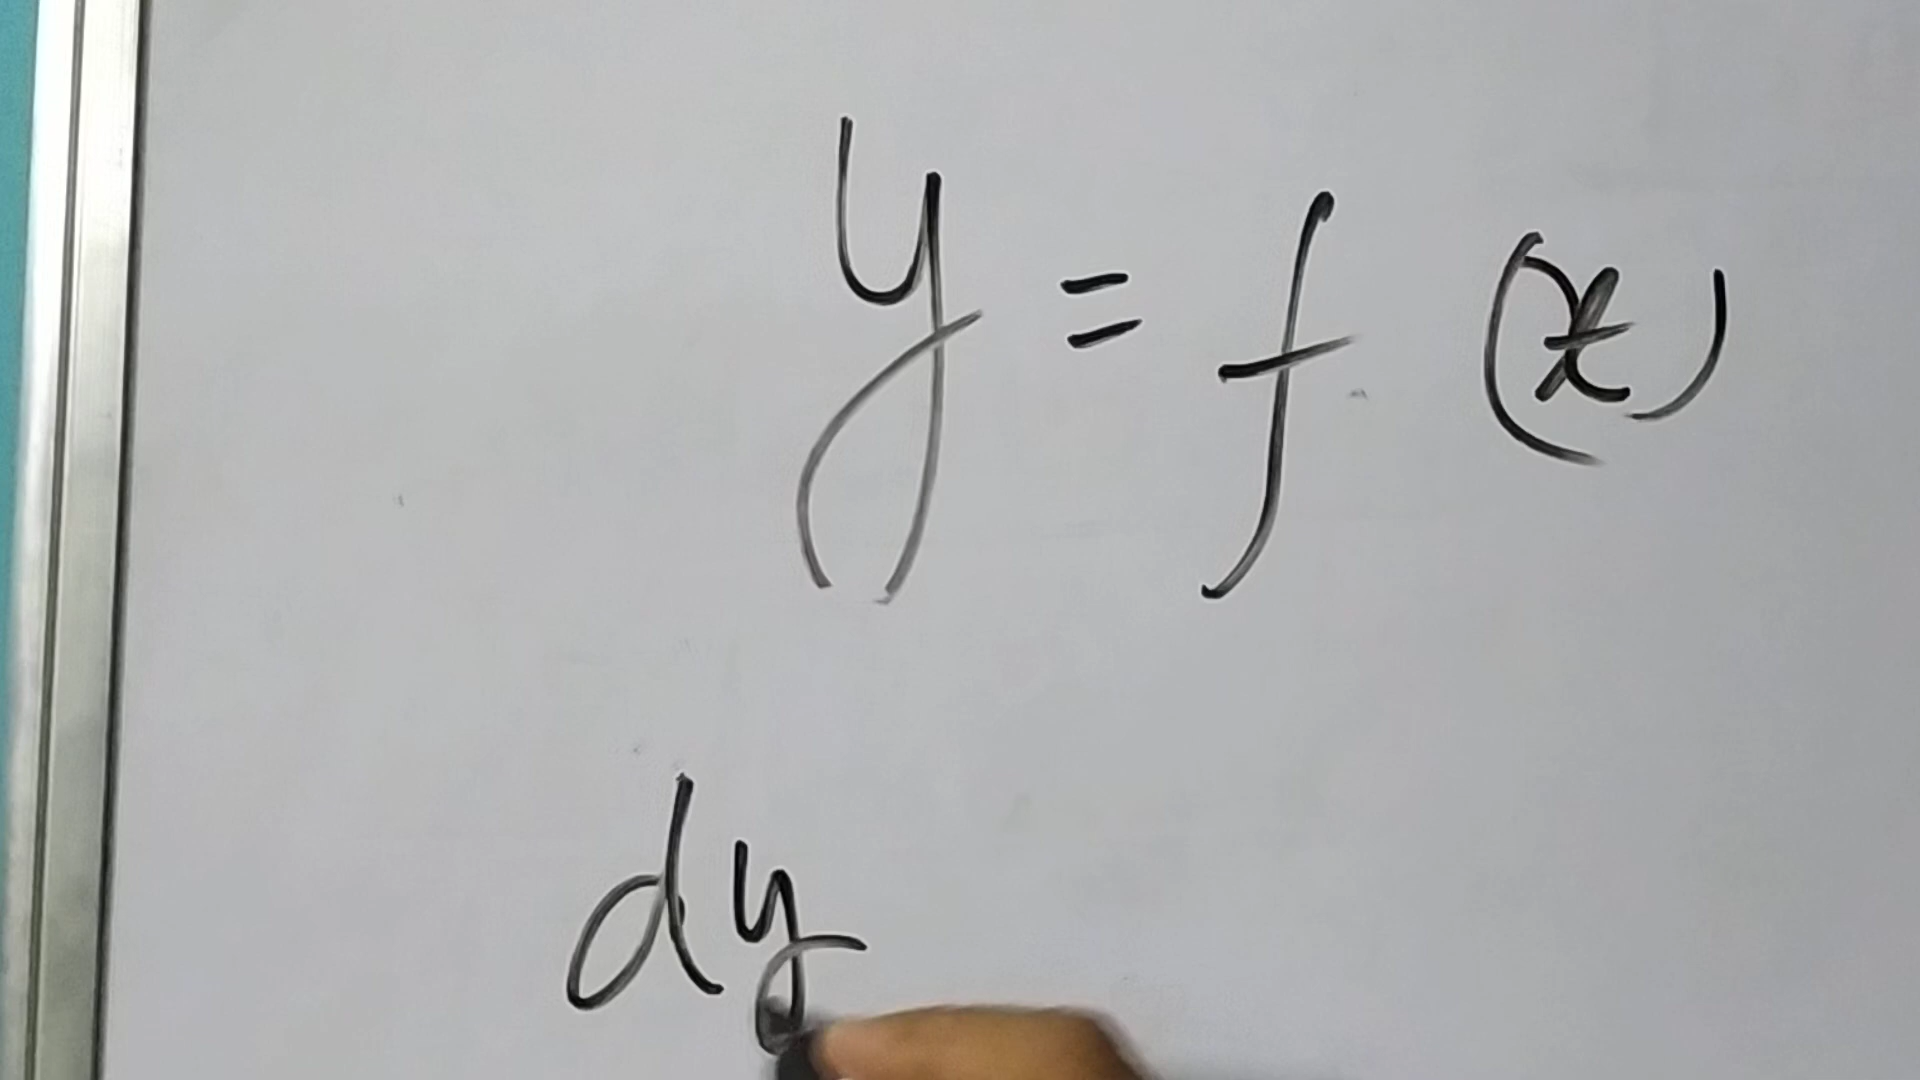 y = f (x)
dy